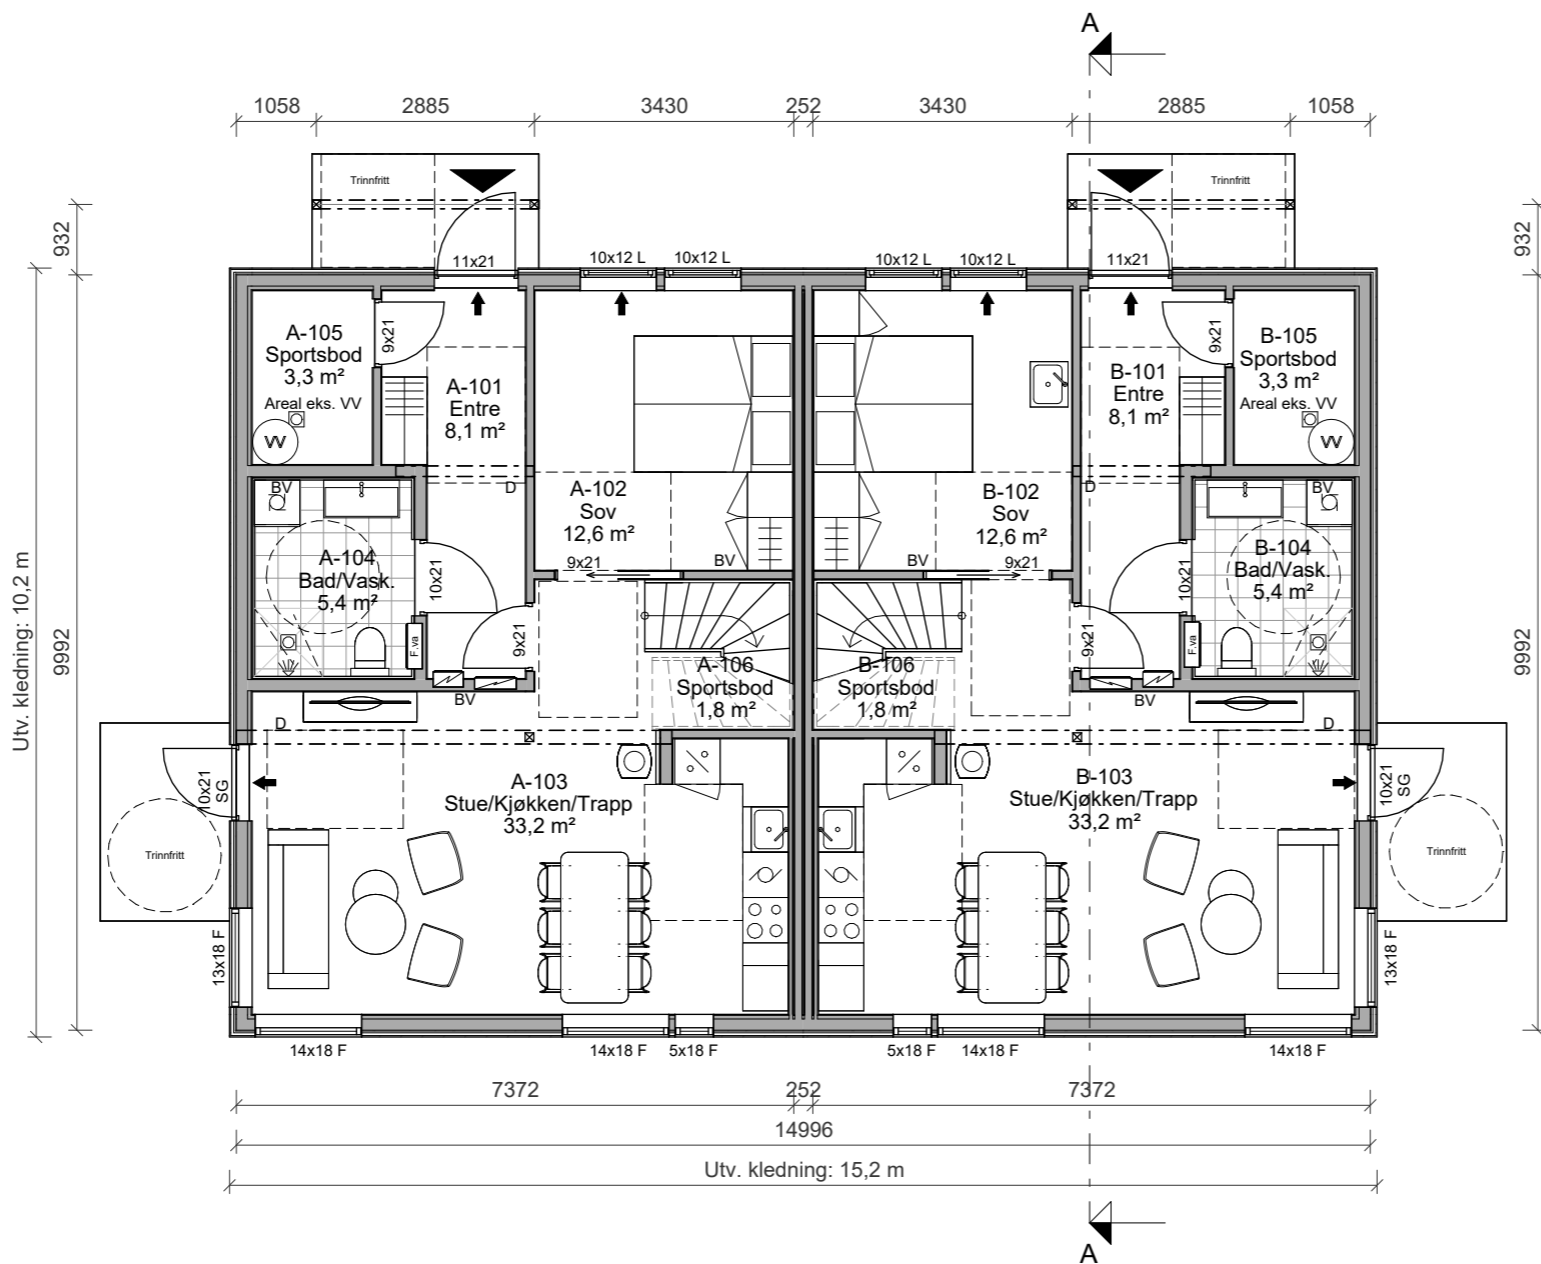 A
1058 2885 3430 252 3430 2885 1058
Trinnfritt Trinnfritt
932 932
11x21 10x12 L 10x12 L 10x12 L 10x12 L 11x21
A-105
Sportsbod
3,3 m²
Areal eks. VV
VV
9x21
A-101
Entre
8,1 m²
B-101
Entre
8,1 m²
9x21
B-105
Sportsbod
3,3 m²
Areal eks. VV
VV
BV
D
A-102
Sov
12,6 m²
B-102
Sov
12,6 m²
D
BV
A-104
Bad/Vask.
5,4 m²
10x21
9x21
BV
BV
9x21
10x21
B-104
Bad/Vask.
5,4 m²
Utv. kledning: 10,2 m
9992
9992
F.va
9x21
9x21
F.va
BV
A-106
Sportsbod
1,8 m²
B-106
Sportsbod
1,8 m²
BV
D
D
10x21
SG
A-103
Stue/Kjøkken/Trapp
33,2 m²
B-103
Stue/Kjøkken/Trapp
33,2 m²
10x21
SG
Trinnfritt
Trinnfritt
13x18 F
13x18 F
14x18 F 14x18 F 5x18 F 5x18 F 14x18 F 14x18 F
7372 252 7372
14996
Utv. kledning: 15,2 m
A